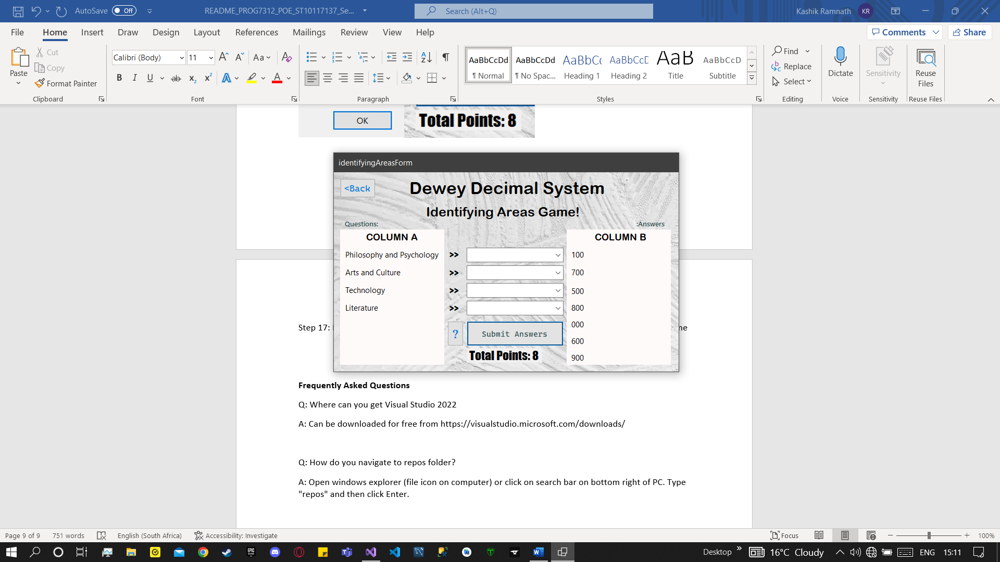 AutoSave Off README_PROG7312_POE_ST10117137_Se... Search (Alt+Q) Kashik Ramnath KR
File Home Insert Draw Design Layout References Mailings Review View Help Comments Share
Paste Cut Copy Format Painter
Calibri (Body) 11
Normal No Spac... Heading 1 Heading 2 Title Subtitle
AaBbCcDd AaBbCcDd AaBbCc AaBbCcD AaB AaBbCcD
Find Replace Select
Dictate Sensitivity Reuse Files
Clipboard Font Paragraph Styles Editing Voice Sensitivity Reuse Files
OK Total Points: 8
identifyingAreasForm
<Back Dewey Decimal System
Identifying Areas Game!
Questions: :Answers
COLUMN A COLUMN B
Philosophy and Psychology >> 100
Arts and Culture >> 700
Technology >> 500
Literature >> 800
000
? Submit Answers
600
Total Points: 8 900
Step 17:
Frequently Asked Questions
Q: Where can you get Visual Studio 2022
A: Can be downloaded for free from https://visualstudio.microsoft.com/downloads/
Q: How do you navigate to repos folder?
A: Open windows explorer (file icon on computer) or click on search bar on bottom right of PC. Type
"repos" and then click Enter.
Page 9 of 9 751 words English (South Africa) Accessibility: Investigate Focus 100%
Desktop 16°C Cloudy ENG 15:11